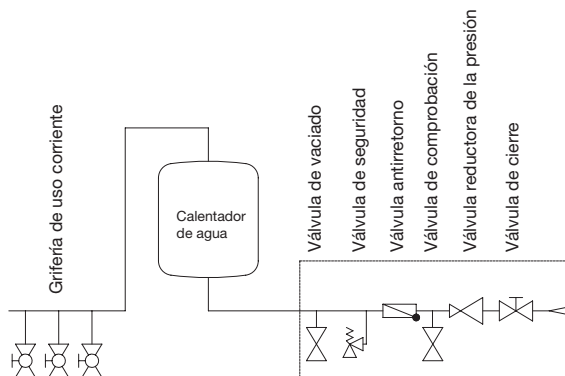 Grifería de uso corriente
Calentador
de agua
Válvula de vaciado
Válvula de seguridad
Válvula antirretorno
Válvula de comprobación
Válvula reductora de la presión
Válvula de cierre